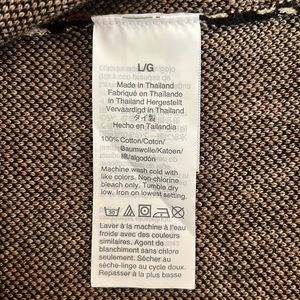 L/G
Made in Thailand
Fabriqué en Thaïlande
In Thailand Hergestellt
Vervaardigd in Thailand
タイ製
Hecho en Tailandia
100% Cotton/Coton/
Baumwolle/Katoen/
綿/algodón
Machine wash cold with
like colors. Non-chlorine
bleach only. Tumble dry
low. Iron on lowest setting.
Laver à la machine à l'eau
froide avec des couleurs
similaires. Agent de
blanchiment sans chlore
seulement. Sécher au
sèche-linge au cycle doux.
Repasser à la plus basse